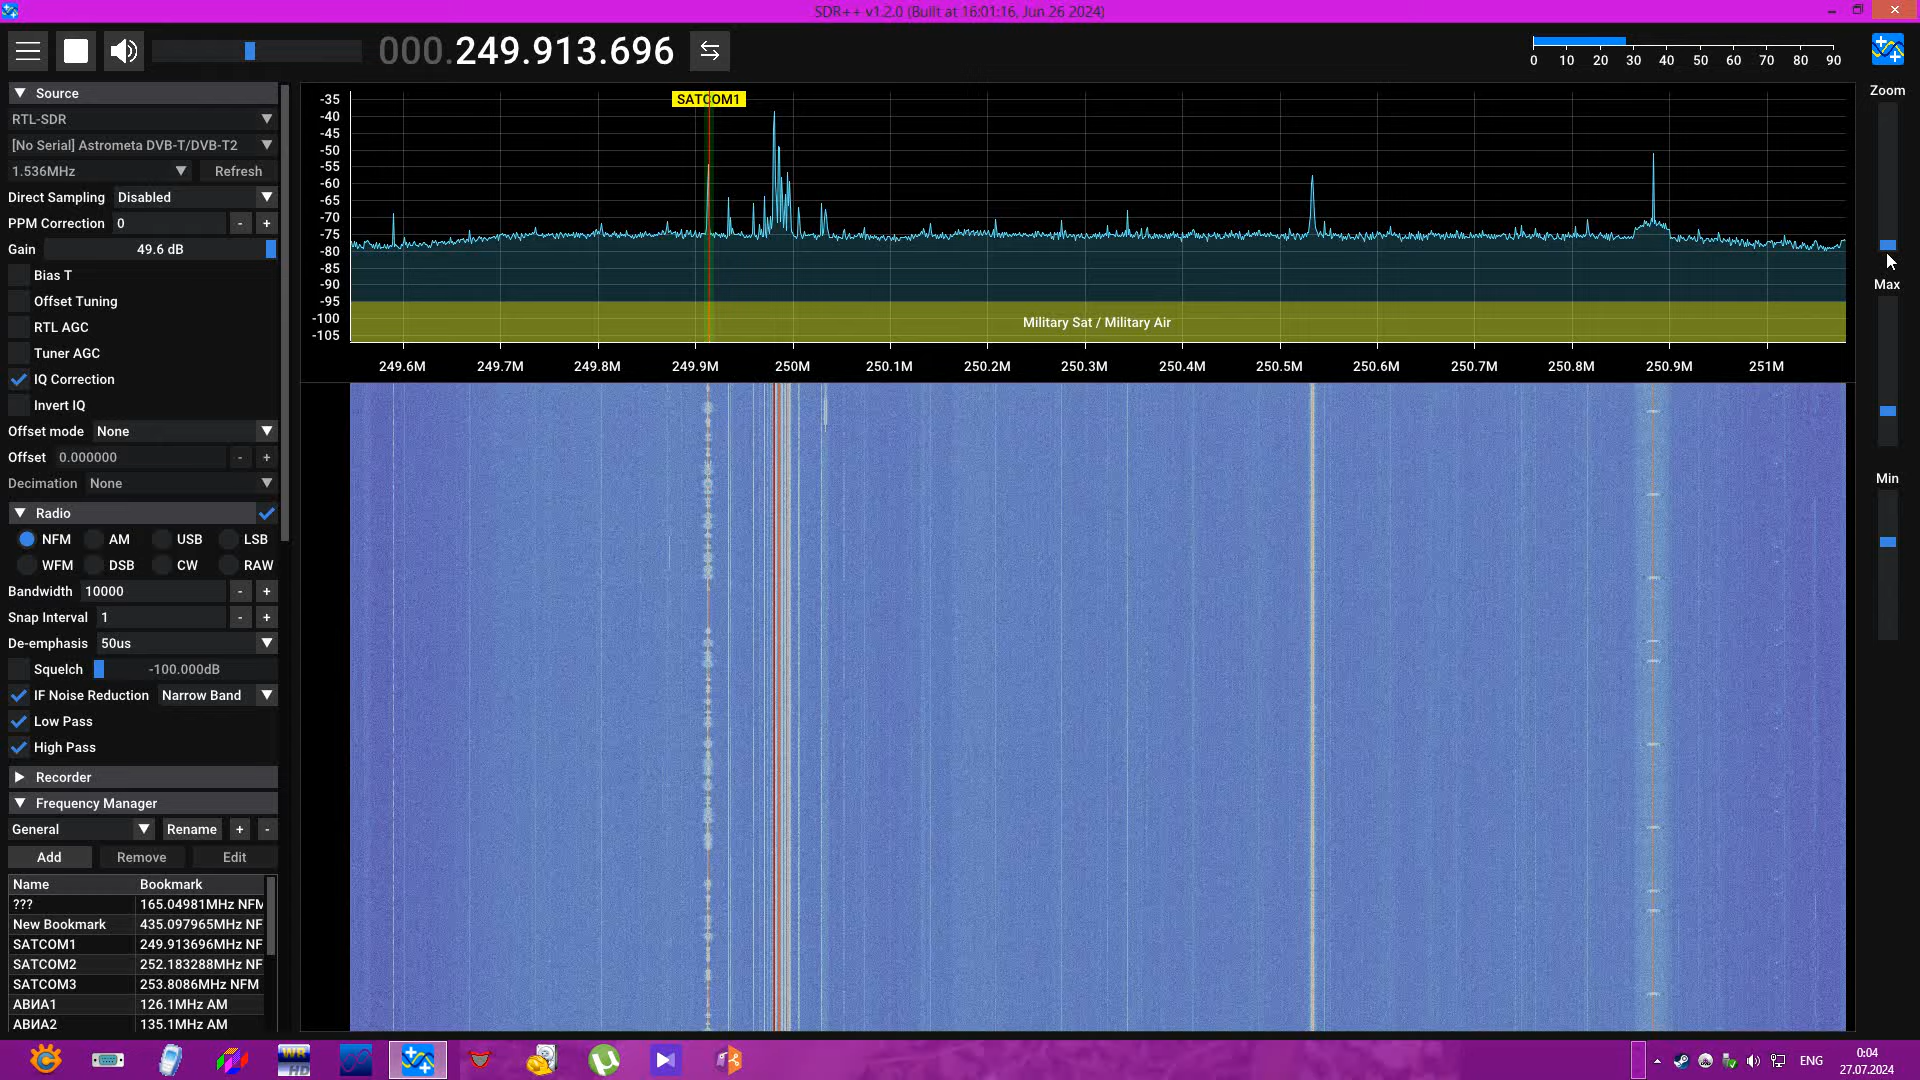 SDR++ v1.2.0 (Built at 16:01:16, Jun 26 2024)
000.249.913.696
0 10 20 30 40 50 60 70 80 90
Source
RTL-SDR
[No Serial] Astrometa DVB-T/DVB-T2
1.536MHz Refresh
Direct Sampling Disabled
PPM Correction 0 - +
Gain 49.6 dB
Bias T
Offset Tuning
RTL AGC
Tuner AGC
IQ Correction
Invert IQ
Offset mode None
Offset 0.000000 - +
Decimation None
Radio
NFM AM USB LSB
WFM DSB CW RAW
Bandwidth 10000 - +
Snap Interval 1 - +
De-emphasis 50us
Squelch -100.000dB
IF Noise Reduction Narrow Band
Low Pass
High Pass
Recorder
Frequency Manager
General Rename + -
Add Remove Edit
Name Bookmark
??? 165.04981MHz NFM
New Bookmark 435.097965MHz NF
SATCOM1 249.913696MHz NF
SATCOM2 252.183288MHz NF
SATCOM3 253.8086MHz NFM
АВИА1 126.1MHz AM
АВИА2 135.1MHz AM
SATCOM1
-35
-40
-45
-50
-55
-60
-65
-70
-75
-80
-85
-90
-95
-100
-105
Military Sat / Military Air
249.6M 249.7M 249.8M 249.9M 250M 250.1M 250.2M 250.3M 250.4M 250.5M 250.6M 250.7M 250.8M 250.9M 251M
Zoom
Max
Min
WR
HD
ENG
0:04
27.07.2024